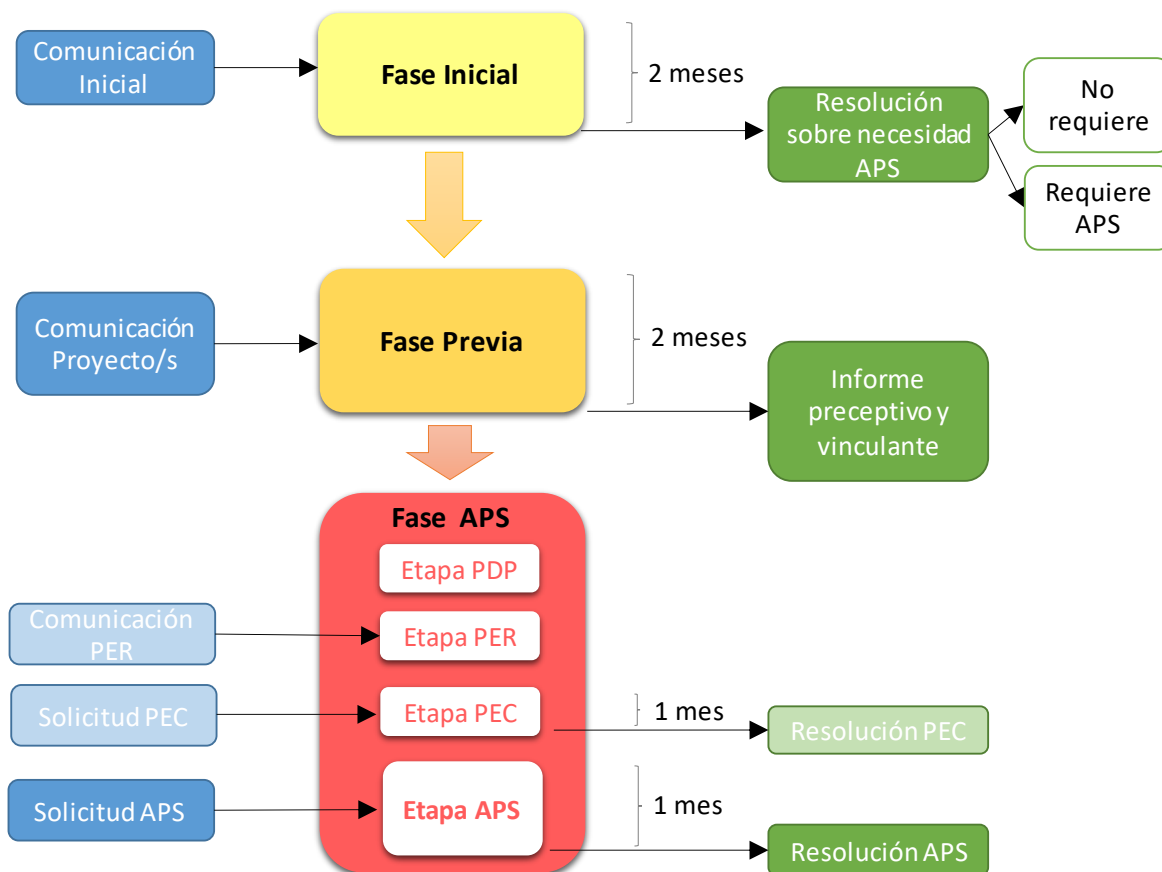 Comunicación
Inicial
Fase Inicial
2 meses
Resolución
sobre necesidad
APS
No
requiere
Requiere
APS
Comunicación
Proyecto/s
Fase Previa
2 meses
Informe
preceptivo y
vinculante
Fase APS
Etapa PDP
Comunicación
PER
Etapa PER
Solicitud PEC
Etapa PEC
1 mes
Resolución PEC
Solicitud APS
Etapa APS
1 mes
Resolución APS